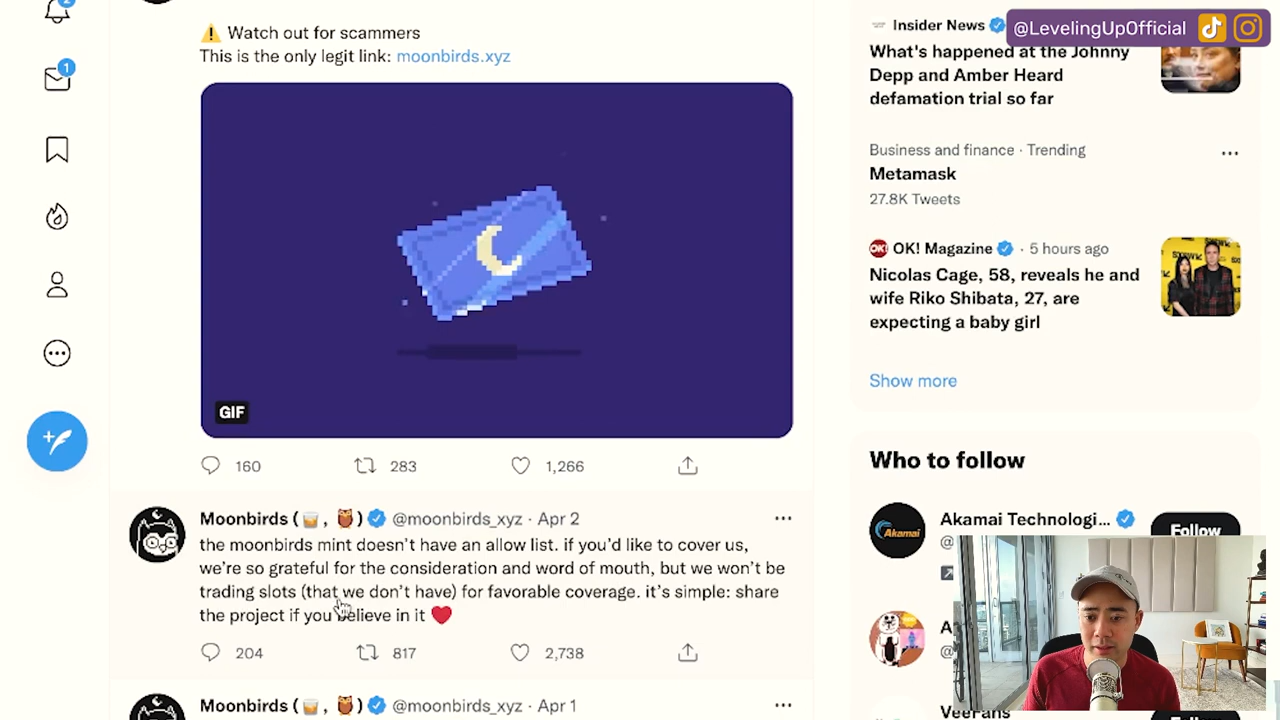 2
1
⚠️ Watch out for scammers
This is the only legit link: moonbirds.xyz
GIF
160 283 1,266
Moonbirds (🥃, 🦉) @moonbirds_xyz · Apr 2 ···
the moonbirds mint doesn't have an allow list. if you'd like to cover us,
we're so grateful for the consideration and word of mouth, but we won't be
trading slots (that we don't have) for favorable coverage. it's simple: share
the project if you believe in it ❤️
204 817 2,738
Moonbirds (🥃, 🦉) @moonbirds_xyz · Apr 1 ···
@LevelingUpOfficial
Insider News
What's happened at the Johnny
Depp and Amber Heard
defamation trial so far
Business and finance · Trending ···
Metamask
27.8K Tweets
OK! Magazine · 5 hours ago
Nicolas Cage, 58, reveals he and
wife Riko Shibata, 27, are
expecting a baby girl
Show more
Who to follow
Akamai
Akamai Technologi... Follow
@
A
@
VeeFans
Follow